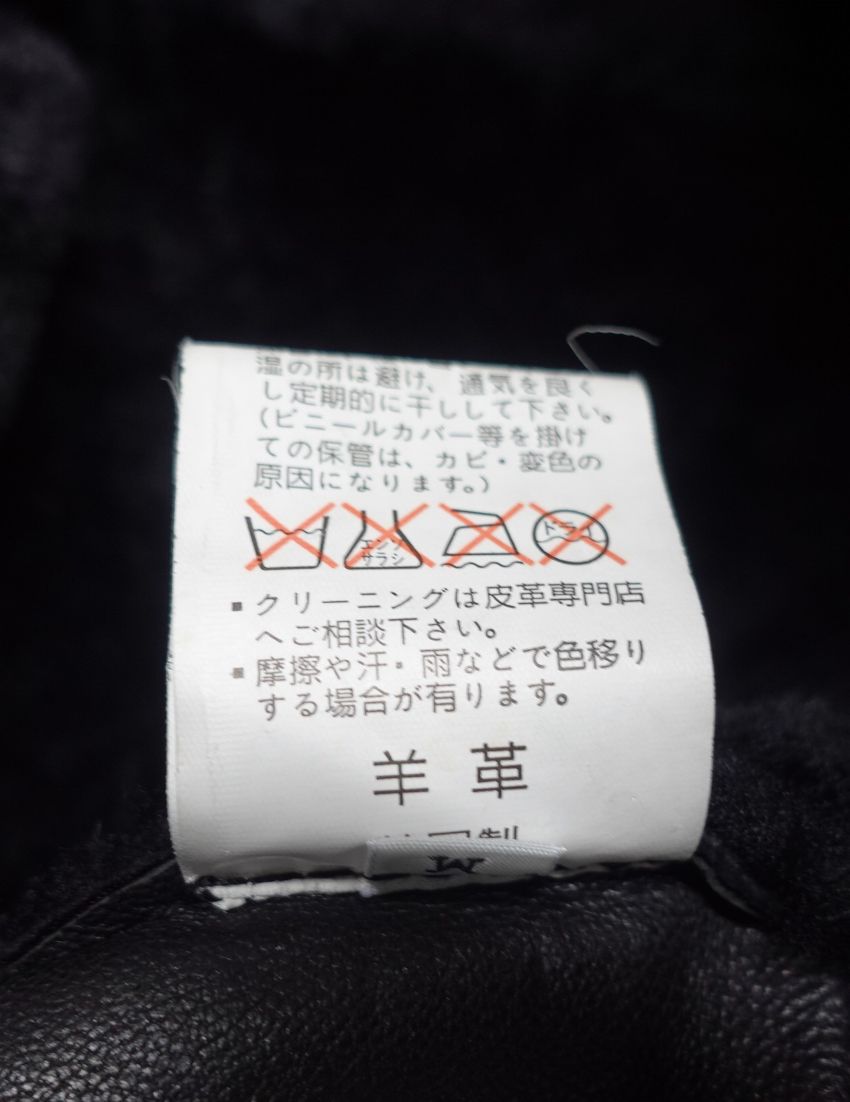 温の所は避け、通気を良く
し定期的に干しして下さい。
(ビニールカバー等を掛け
ての保管は、カビ・変色の
原因になります。)
エンソ
サラシ
ドライ
▪クリーニングは皮革専門店
へご相談下さい。
▪摩擦や汗・雨などで色移り
する場合が有ります。
羊革
国製
M